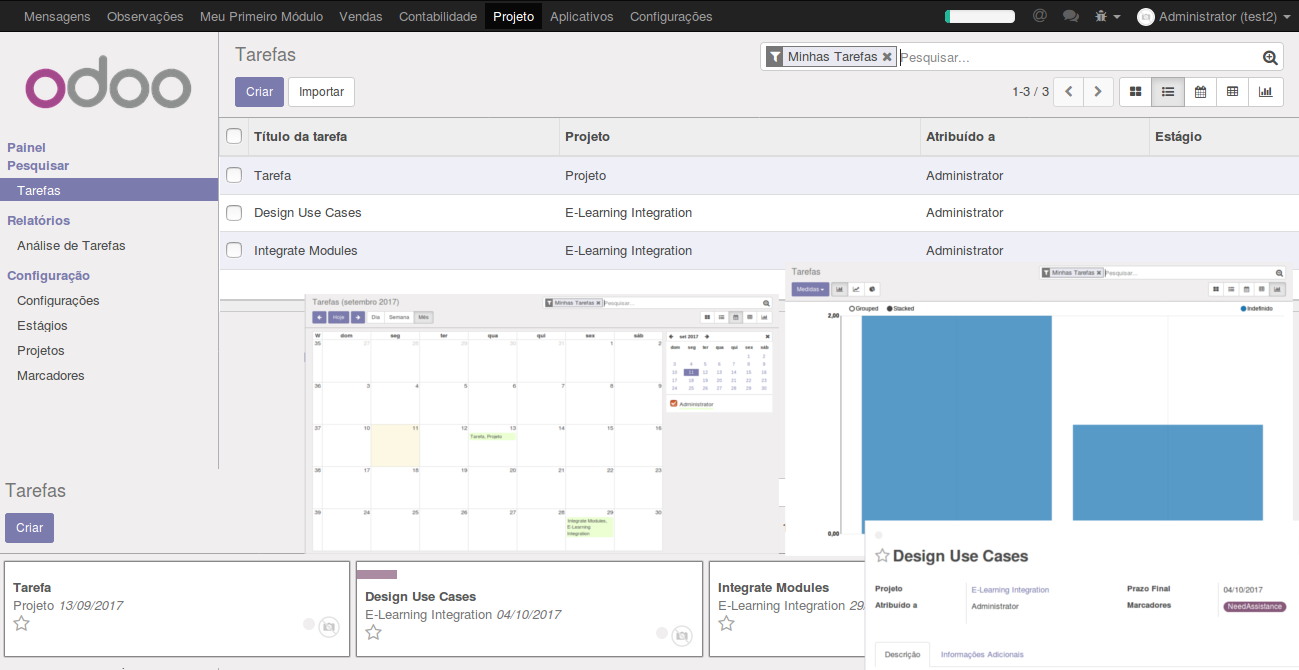 Mensagens Observações Meu Primeiro Módulo Vendas Contabilidade Projeto Aplicativos Configurações @ Administrator (test2)
odoo
Painel
Pesquisar
Tarefas
Relatórios
Análise de Tarefas
Configuração
Configurações
Estágios
Projetos
Marcadores
Tarefas
Minhas Tarefas Pesquisar...
Criar Importar
1-3 / 3
Título da tarefa Projeto Atribuído a Estágio
Tarefa Projeto Administrator
Design Use Cases E-Learning Integration Administrator
Integrate Modules E-Learning Integration Administrator
Tarefas (setembro 2017)
Minhas Tarefas Pesquisar...
Hoje Dia Semana Mês
W dom seg ter qua qui sex sáb
35 27 28 29 30 31 1 2
36 3 4 5 6 7 8 9
37 10 11 12 13 14 15 16
Tarefa, Projeto
38 17 18 19 20 21 22 23
39 24 25 26 27 28 29 30
Integrate Modules,
E-Learning
Integration
set 2017
dom seg ter qua qui sex sáb
1 2
3 4 5 6 7 8 9
10 11 12 13 14 15 16
17 18 19 20 21 22 23
24 25 26 27 28 29 30
Administrator
Tarefas
Minhas Tarefas Pesquisar...
Medidas
Grouped Stacked Indefinido
2,00
0,00
Tarefas
Criar
Tarefa
Projeto 13/09/2017
Design Use Cases
E-Learning Integration 04/10/2017
Integrate Modules
E-Learning Integration 29
Design Use Cases
Projeto E-Learning Integration Prazo Final 04/10/2017
Atribuído a Administrator Marcadores NeedAssistance
Descrição Informações Adicionais